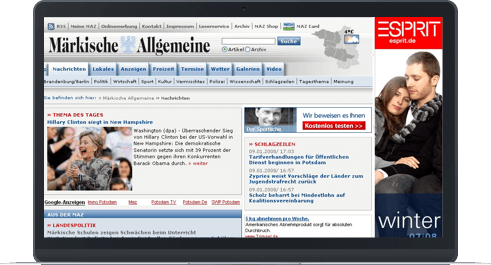 RSS | Meine MAZ | Onlinewerbung | Kontakt | Impressum | Leserservice | Archiv | MAZ Shop | MAZ Card
Märkische Allgemeine
Suche
Artikel Archiv
4°C
Nachrichten Lokales Anzeigen Freizeit Termine Wetter Galerien Video
Brandenburg/Berlin | Politik | Wirtschaft | Sport | Kultur | Vermischtes | Polizei | Wissenschaft | Schlagzeilen | Tagesthema | Meinung
Sie befinden sich hier: > Märkische Allgemeine > Nachrichten
» THEMA DES TAGES
Hillary Clinton siegt in New Hampshire
Washington (dpa) - Überraschender Sieg
von Hillary Clinton bei der US-Vorwahl in
New Hampshire: Die demokratische
Senatorin setzte sich mit 39 Prozent der
Stimmen gegen ihren Konkurrenten
Barack Obama durch. » weiter
Google-Anzeigen Immo Potsdam Maz Potsdam TV Potsdam De GWP Potsdam
AUS DER MAZ
» LANDESPOLITIK
Märkische Schulen zeigen Schwächen beim Unterricht
Der Sportliche
Wir beweisen es Ihnen
Kostenlos testen >>
» SCHLAGZEILEN
09.01.2008/ 17:03
Tarifverhandlungen für Öffentlichen
Dienst beginnen in Potsdam
09.01.2008/ 16:57
Zypries weist Vorschläge der Länder zum
Jugendstrafrecht zurück
09.01.2008/ 16:57
Scholz beharrt bei Mindestlohn auf
Koalitionsvereinbarung
5 kg abnehmen pro Woche.
Amerikanisches Abnehmprodukt sorgt für absoluten
Durchbruch.
ESPRIT
esprit.de
winter
07/08